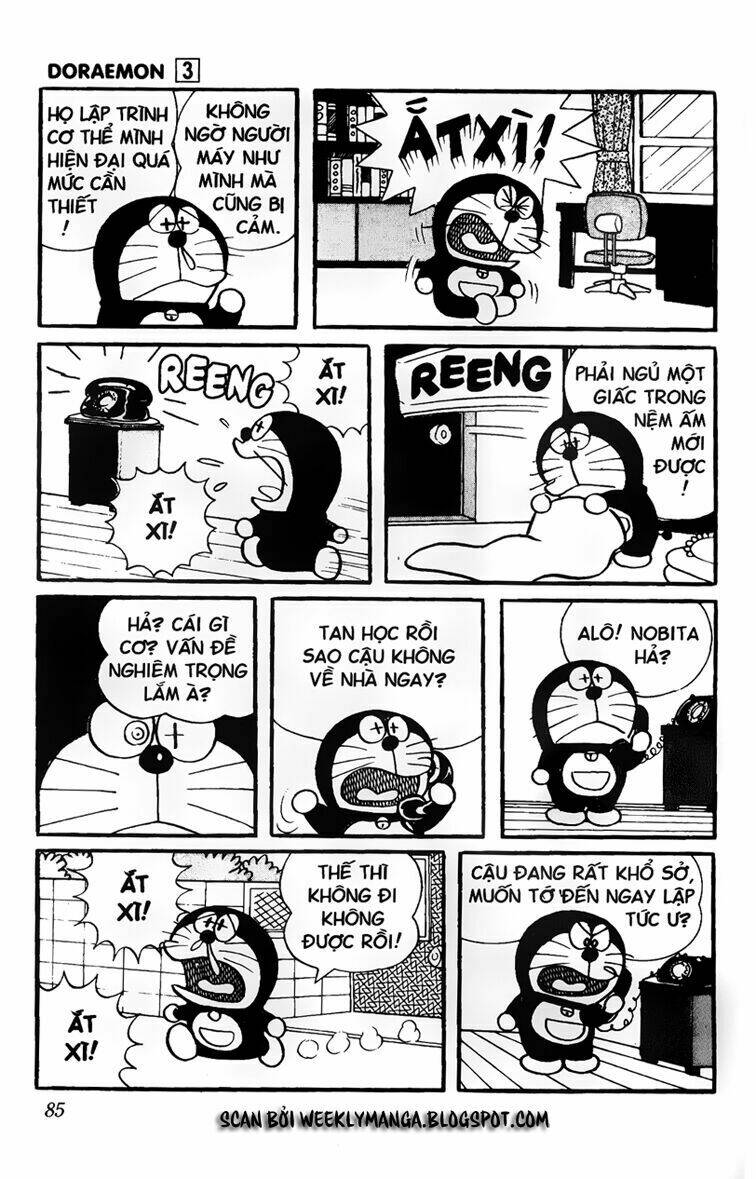 DORAEMON 3
ẮTXÌ!
KHÔNG
NGỜ NGƯỜI
MÁY NHƯ
MÌNH MÀ
CŨNG BỊ
CẢM.
HỌ LẬP TRÌNH
CƠ THỂ MÌNH
HIỆN ĐẠI QUÁ
MỨC CẦN
THIẾT
!
PHẢI NGỦ MỘT
GIẤC TRONG
NỆM ẤM
MỚI
ĐƯỢC
!
REENG
REENG
ẮT
XÌ!
ẮT
XÌ!
ALÔ! NOBITA
HẢ?
TAN HỌC RỒI
SAO CẬU KHÔNG
VỀ NHÀ NGAY?
HẢ? CÁI GÌ
CƠ? VẤN ĐỀ
NGHIÊM TRỌNG
LẮM À?
CẬU ĐANG RẤT KHỔ SỞ,
MUỐN TỚ ĐẾN NGAY LẬP
TỨC Ư?
THẾ THÌ
KHÔNG ĐI
KHÔNG
ĐƯỢC RỒI!
ẮT
XÌ!
ẮT
XÌ!
85
SCAN BỞI WEEKLYMANGA.BLOGSPOT.COM